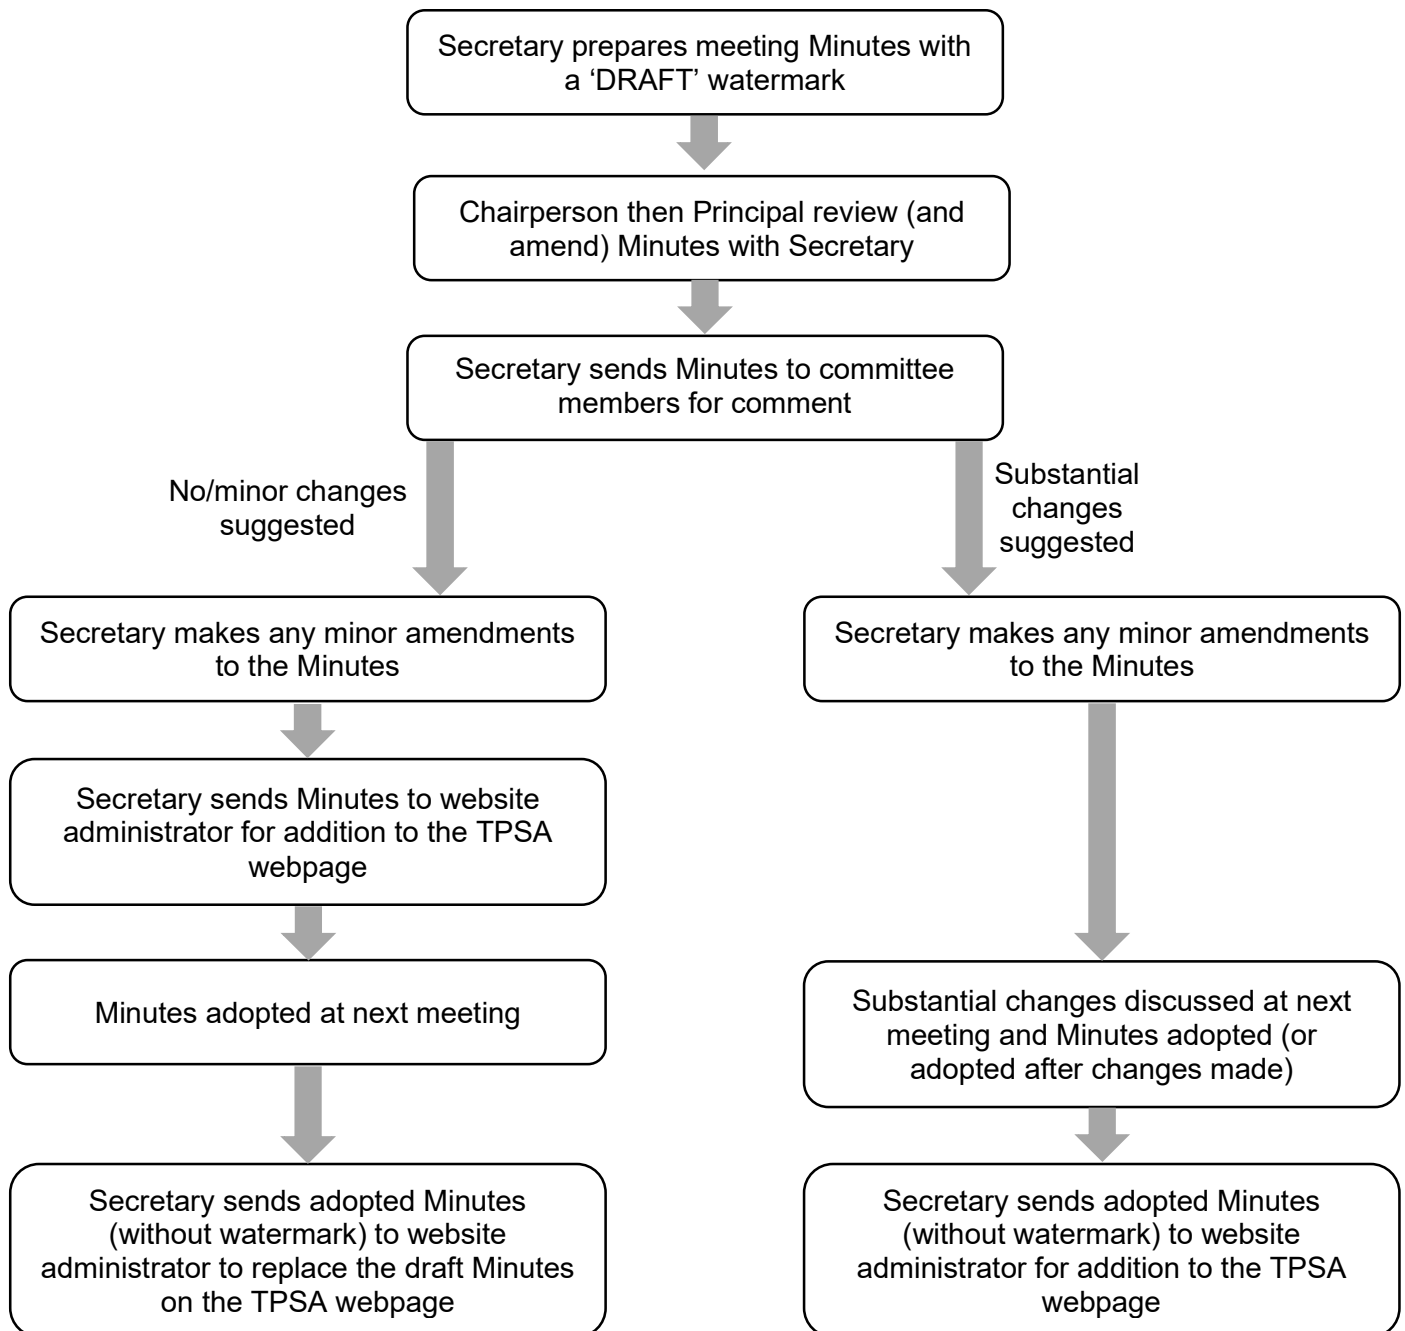 Secretary prepares meeting Minutes with
a ‘DRAFT’ watermark
Chairperson then Principal review (and
amend) Minutes with Secretary
Secretary sends Minutes to committee
members for comment
No/minor changes
suggested
Substantial
changes
suggested
Secretary makes any minor amendments
to the Minutes
Secretary sends Minutes to website
administrator for addition to the TPSA
webpage
Minutes adopted at next meeting
Secretary sends adopted Minutes
(without watermark) to website
administrator to replace the draft Minutes
on the TPSA webpage
Secretary makes any minor amendments
to the Minutes
Substantial changes discussed at next
meeting and Minutes adopted (or
adopted after changes made)
Secretary sends adopted Minutes
(without watermark) to website
administrator for addition to the TPSA
webpage